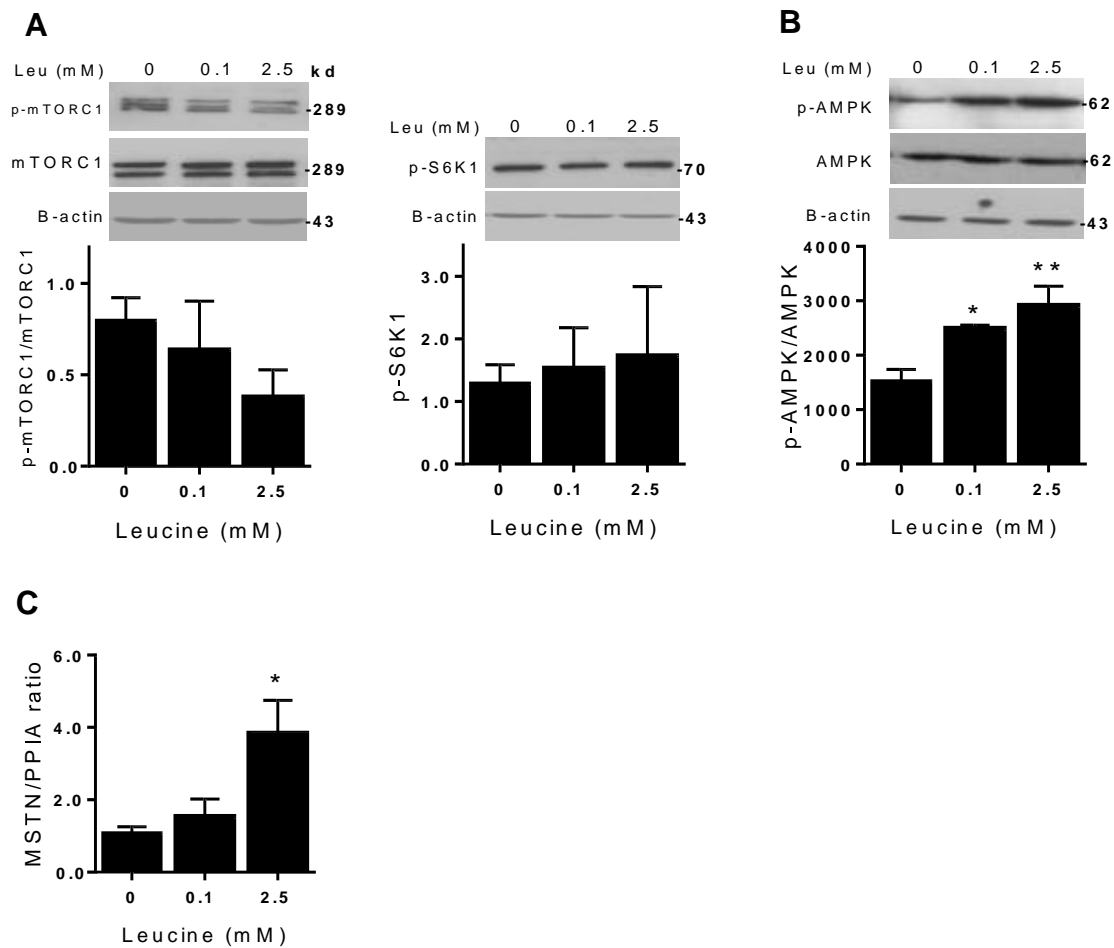 A
Leu (mM) 0 0.1 2.5 kd
p-mTORC1 -289
mTORC1 -289
B-actin -43
p-mTORC1/mTORC1
1.0
0.5
0.0
0 0.1 2.5
Leucine (mM)
Leu (mM) 0 0.1 2.5
p-S6K1 -70
B-actin -43
p-S6K1
3.0
2.0
1.0
0.0
0 0.1 2.5
Leucine (mM)
B
Leu (mM) 0 0.1 2.5
p-AMPK -62
AMPK -62
B-actin -43
p-AMPK/AMPK
4000
3000
2000
1000
0
* **
0 0.1 2.5
Leucine (mM)
C
MSTN/PPIA ratio
6.0
4.0
2.0
0.0
*
0 0.1 2.5
Leucine (mM)